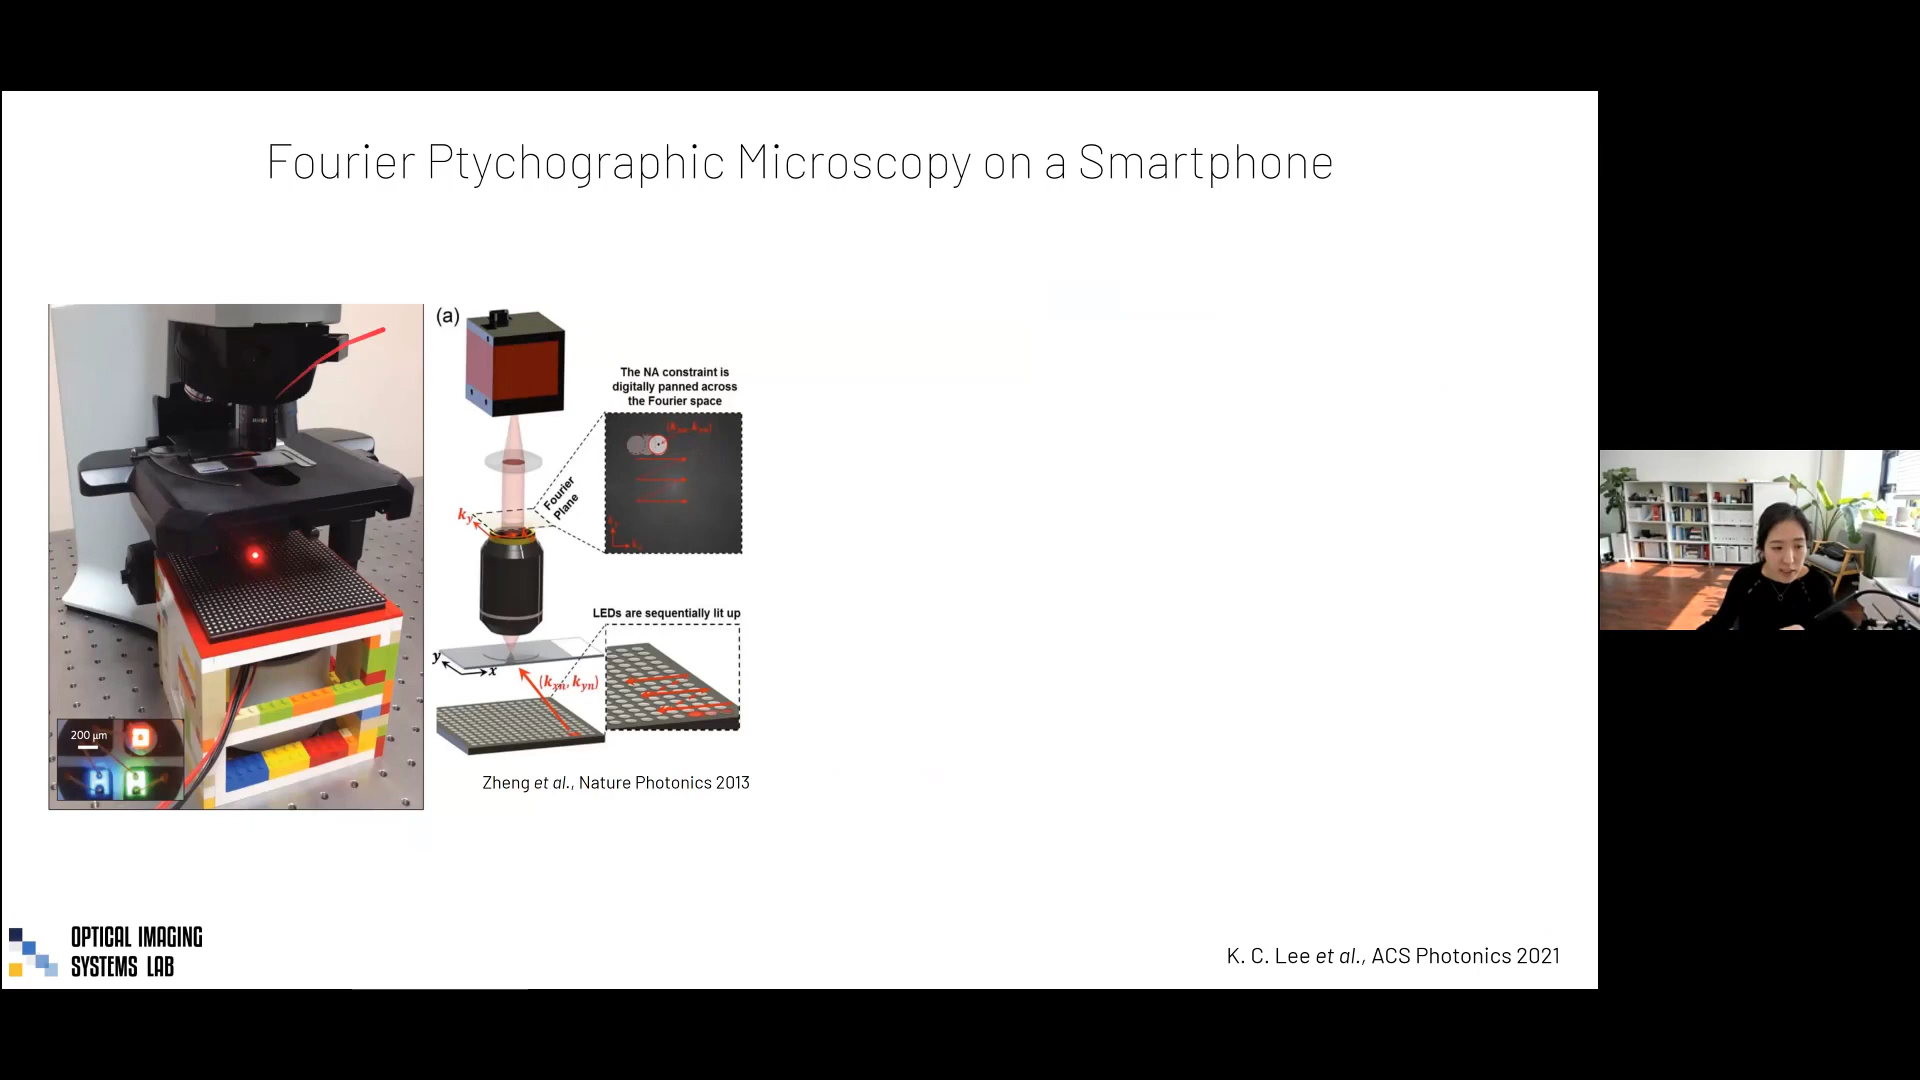 Fourier Ptychographic Microscopy on a Smartphone
(a)
The NA constraint is
digitally panned across
the Fourier space
Fourier
Plane
ky
LEDs are sequentially lit up
y
x
(kxn, kyn)
200 µm
Zheng et al., Nature Photonics 2013
OPTICAL IMAGING
SYSTEMS LAB
K. C. Lee et al., ACS Photonics 2021